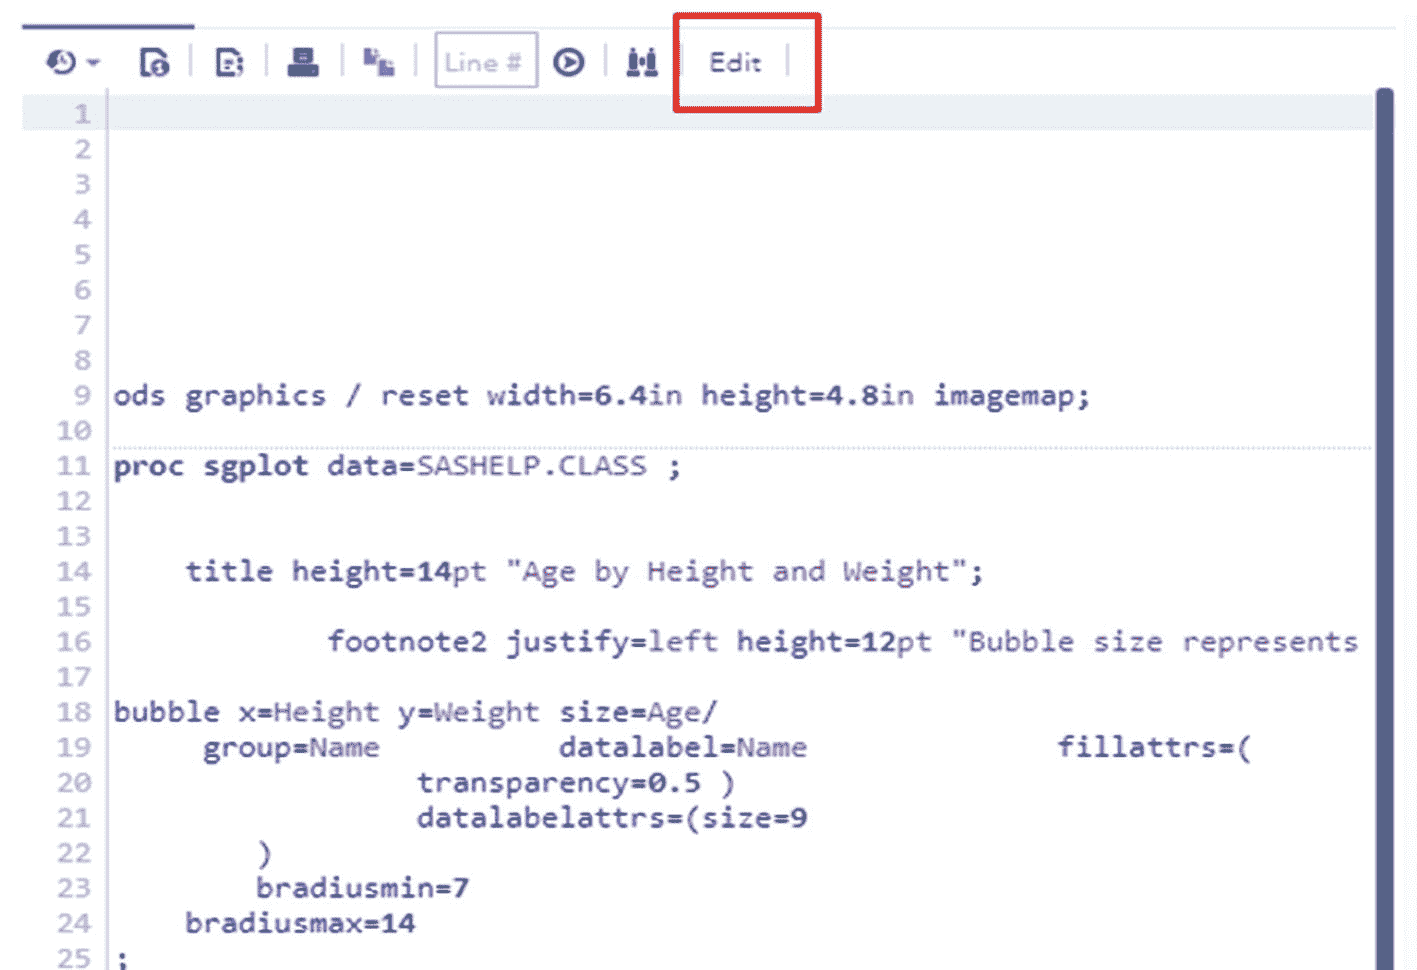 Line # Edit
1
2
3
4
5
6
7
8
9 ods graphics / reset width=6.4in height=4.8in imagemap;
10
11 proc sgplot data=SASHELP.CLASS ;
12
13
14 title height=14pt "Age by Height and Weight";
15
16 footnote2 justify=left height=12pt "Bubble size represents
17
18 bubble x=Height y=Weight size=Age/
19 group=Name datalabel=Name fillattrs=(
20 transparency=0.5 )
21 datalabelattrs=(size=9
22 )
23 bradiusmin=7
24 bradiusmax=14
25 ;